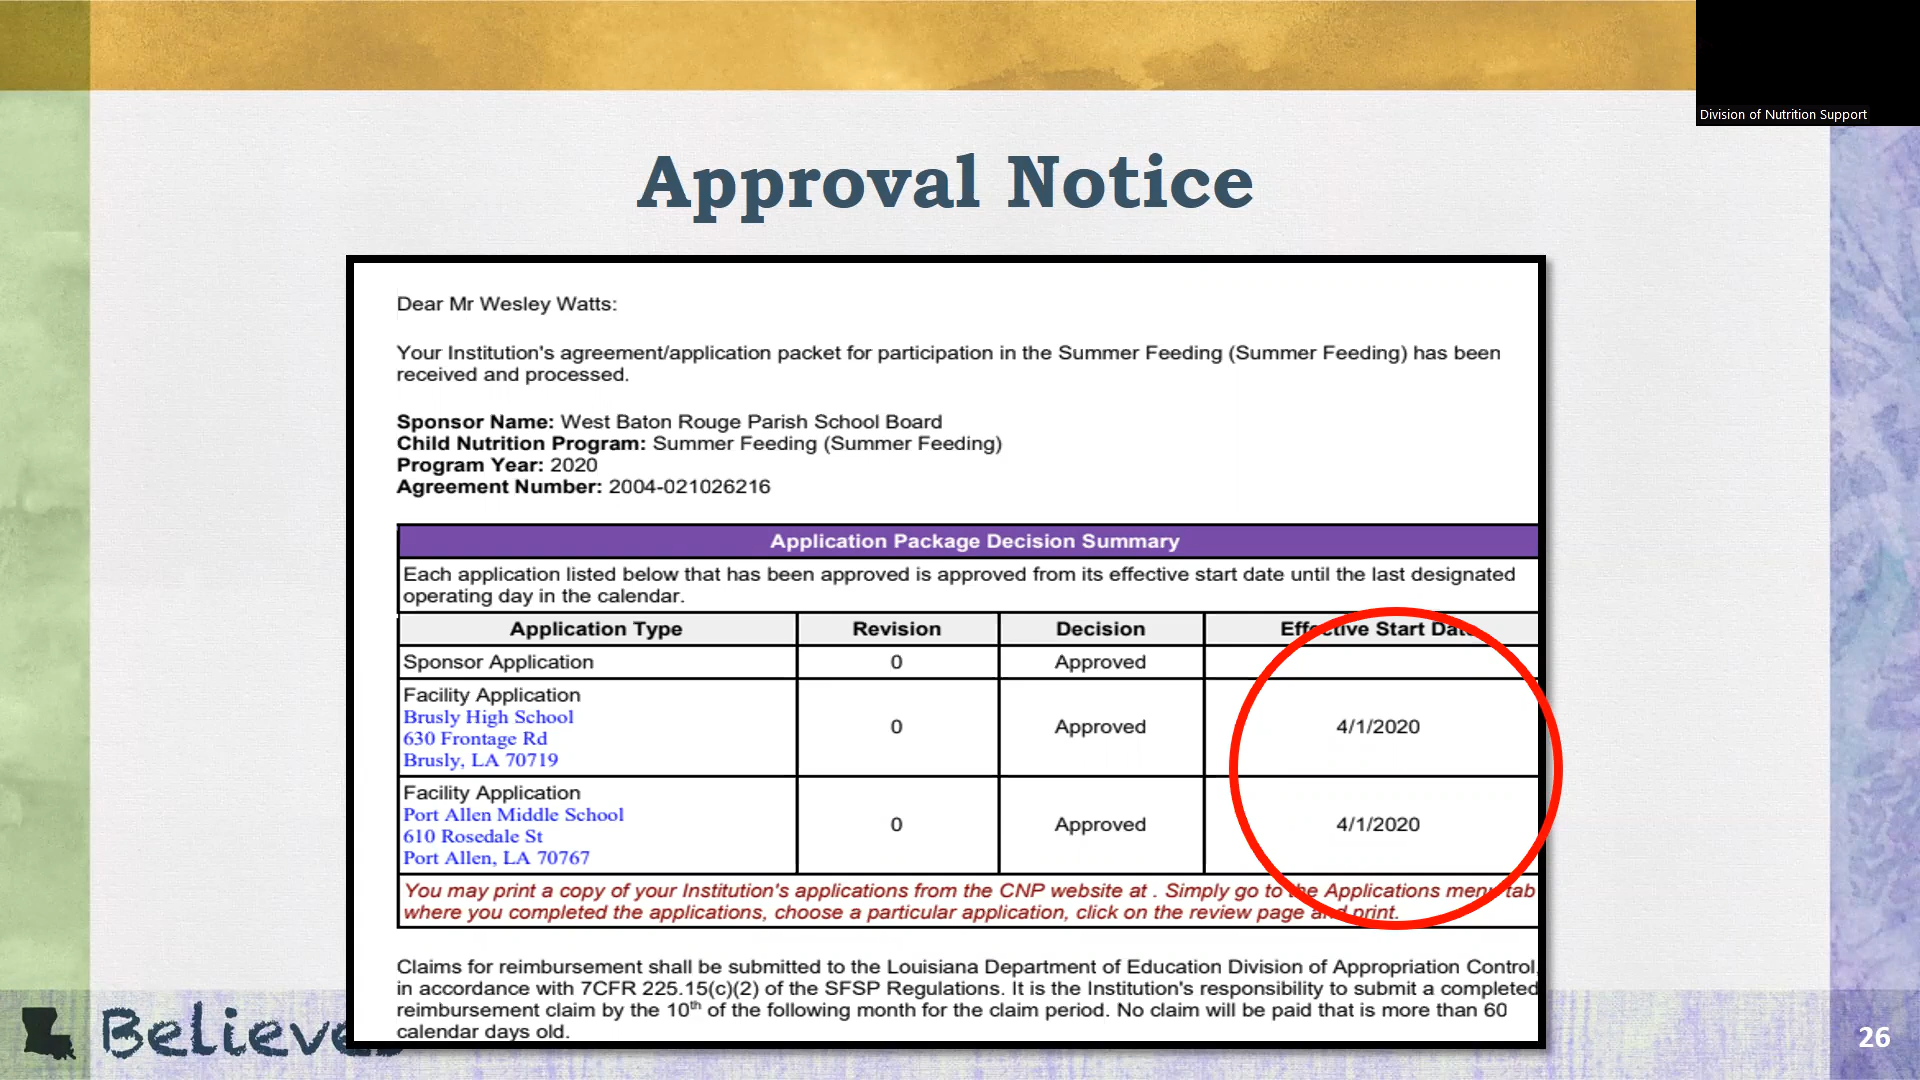 Division of Nutrition Support
Approval Notice
Dear Mr Wesley Watts:
Your Institution's agreement/application packet for participation in the Summer Feeding (Summer Feeding) has been
received and processed.
Sponsor Name: West Baton Rouge Parish School Board
Child Nutrition Program: Summer Feeding (Summer Feeding)
Program Year: 2020
Agreement Number: 2004-021026216
Application Package Decision Summary
Each application listed below that has been approved is approved from its effective start date until the last designated
operating day in the calendar.
Application Type Revision Decision Effective Start Date
Sponsor Application 0 Approved
Facility Application
Brusly High School
630 Frontage Rd
Brusly, LA 70719
0 Approved 4/1/2020
Facility Application
Port Allen Middle School
610 Rosedale St
Port Allen, LA 70767
0 Approved 4/1/2020
You may print a copy of your Institution's applications from the CNP website at . Simply go to the Applications menu tab
where you completed the applications, choose a particular application, click on the review page and print.
Claims for reimbursement shall be submitted to the Louisiana Department of Education Division of Appropriation Control,
in accordance with 7CFR 225.15(c)(2) of the SFSP Regulations. It is the Institution's responsibility to submit a completed
reimbursement claim by the 10th of the following month for the claim period. No claim will be paid that is more than 60
calendar days old.
Believes
26